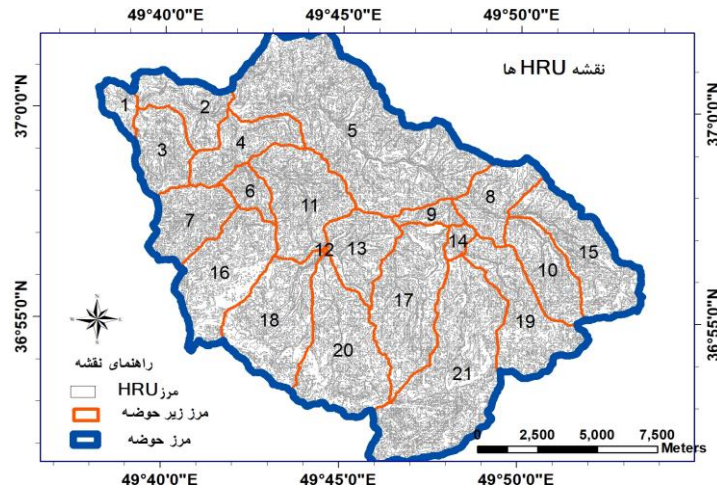 49°40'0"E 49°45'0"E 49°50'0"E
نقشه HRU ها
37°0'0"N
37°0'0"N
1
2
5
4
3
6
8
7
11
9
12
13
14
15
16
10
17
18
19
20
21
36°55'0"N
36°55'0"N
راهنمای نقشه
مرز HRU
مرز زیر حوضه
مرز حوضه
0 2,500 5,000 7,500
Meters
49°40'0"E 49°45'0"E 49°50'0"E